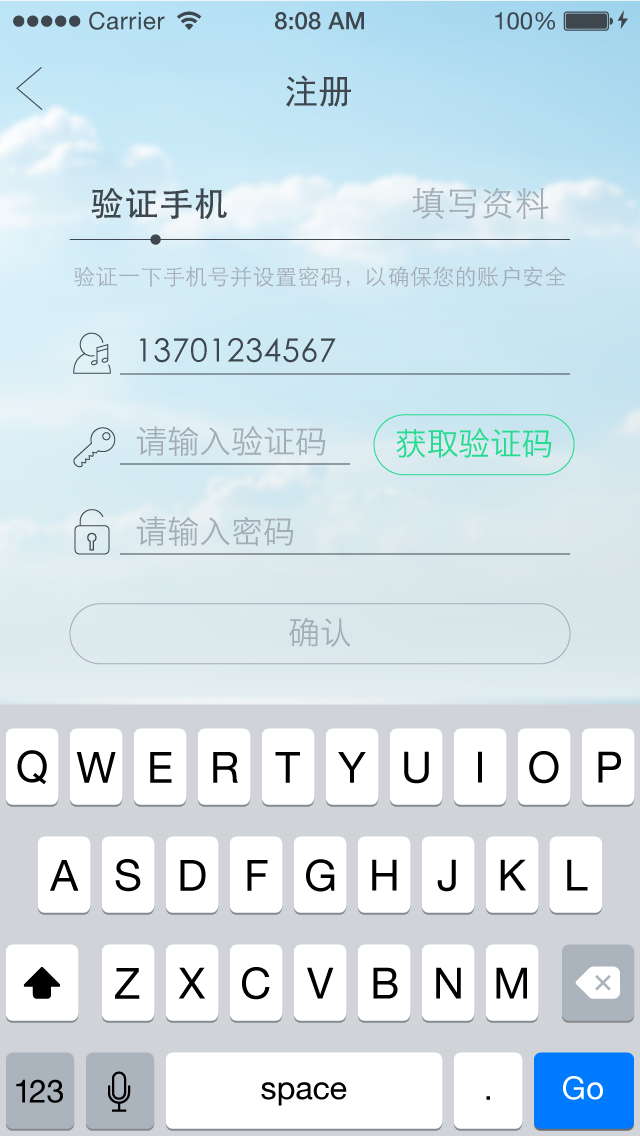 Carrier 8:08 AM 100%
注册
验证手机 填写资料
验证一下手机号并设置密码，以确保您的账户安全
13701234567
请输入验证码 获取验证码
请输入密码
确认
Q W E R T Y U I O P
A S D F G H J K L
Z X C V B N M
123 space . Go